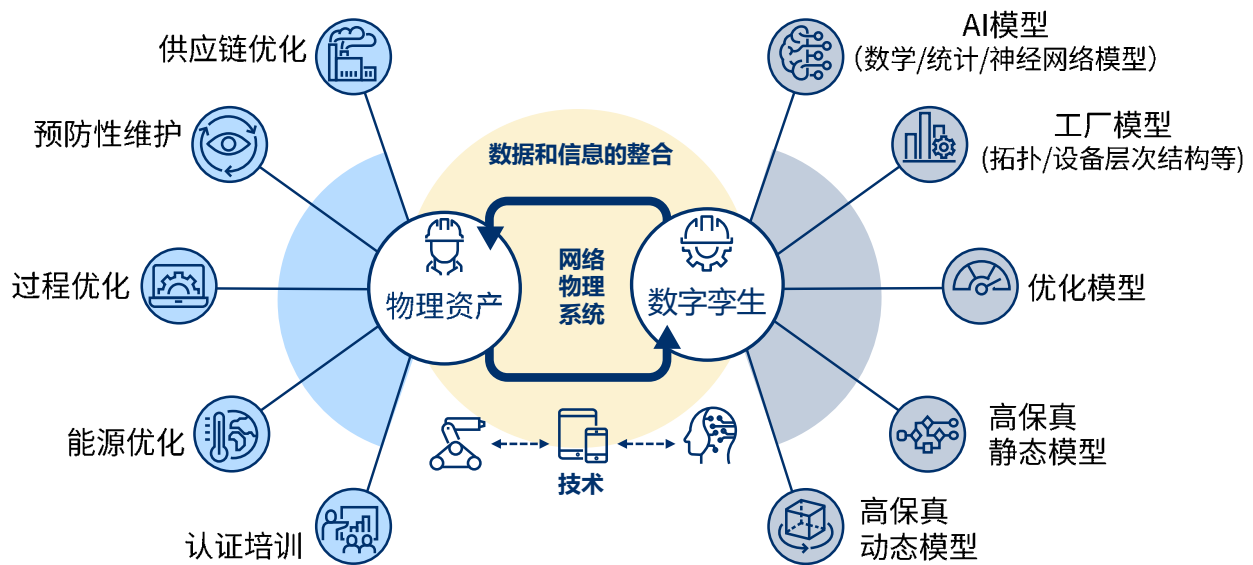 供应链优化
预防性维护
过程优化
能源优化
认证培训
数据和信息的整合
网络
物理
系统
物理资产
数字孪生
技术
AI模型
（数学/统计/神经网络模型）
工厂模型
(拓扑/设备层次结构等)
优化模型
高保真
静态模型
高保真
动态模型